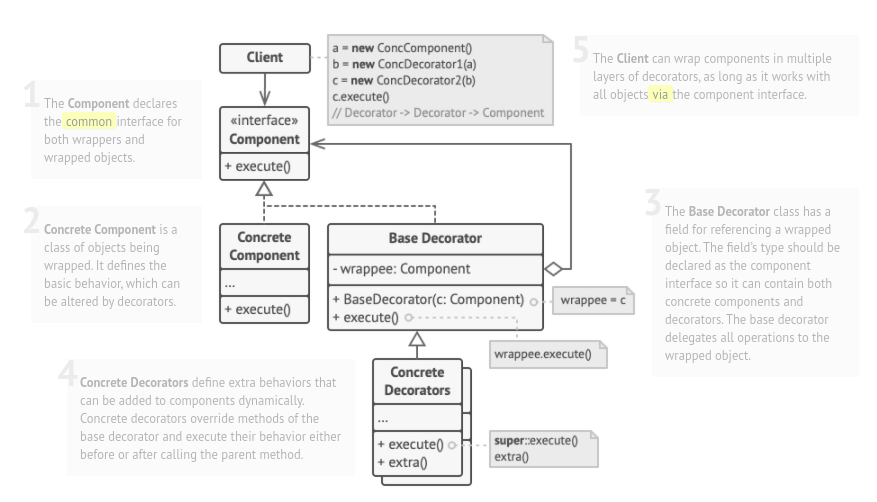 Client
a = new ConcComponent()
b = new ConcDecorator1(a)
c = new ConcDecorator2(b)
c.execute()
// Decorator -> Decorator -> Component
5
The Client can wrap components in multiple
layers of decorators, as long as it works with
all objects via the component interface.
1
The Component declares
the common interface for
both wrappers and
wrapped objects.
«interface»
Component
+ execute()
2
Concrete Component is a
class of objects being
wrapped. It defines the
basic behavior, which can
be altered by decorators.
Concrete
Component
...
+ execute()
Base Decorator
- wrappee: Component
+ BaseDecorator(c: Component)
+ execute()
wrappee = c
wrappee.execute()
3
The Base Decorator class has a
field for referencing a wrapped
object. The field's type should be
declared as the component
interface so it can contain both
concrete components and
decorators. The base decorator
delegates all operations to the
wrapped object.
4
Concrete Decorators define extra behaviors that
can be added to components dynamically.
Concrete decorators override methods of the
base decorator and execute their behavior either
before or after calling the parent method.
Concrete
Decorators
...
+ execute()
+ extra()
super::execute()
extra()